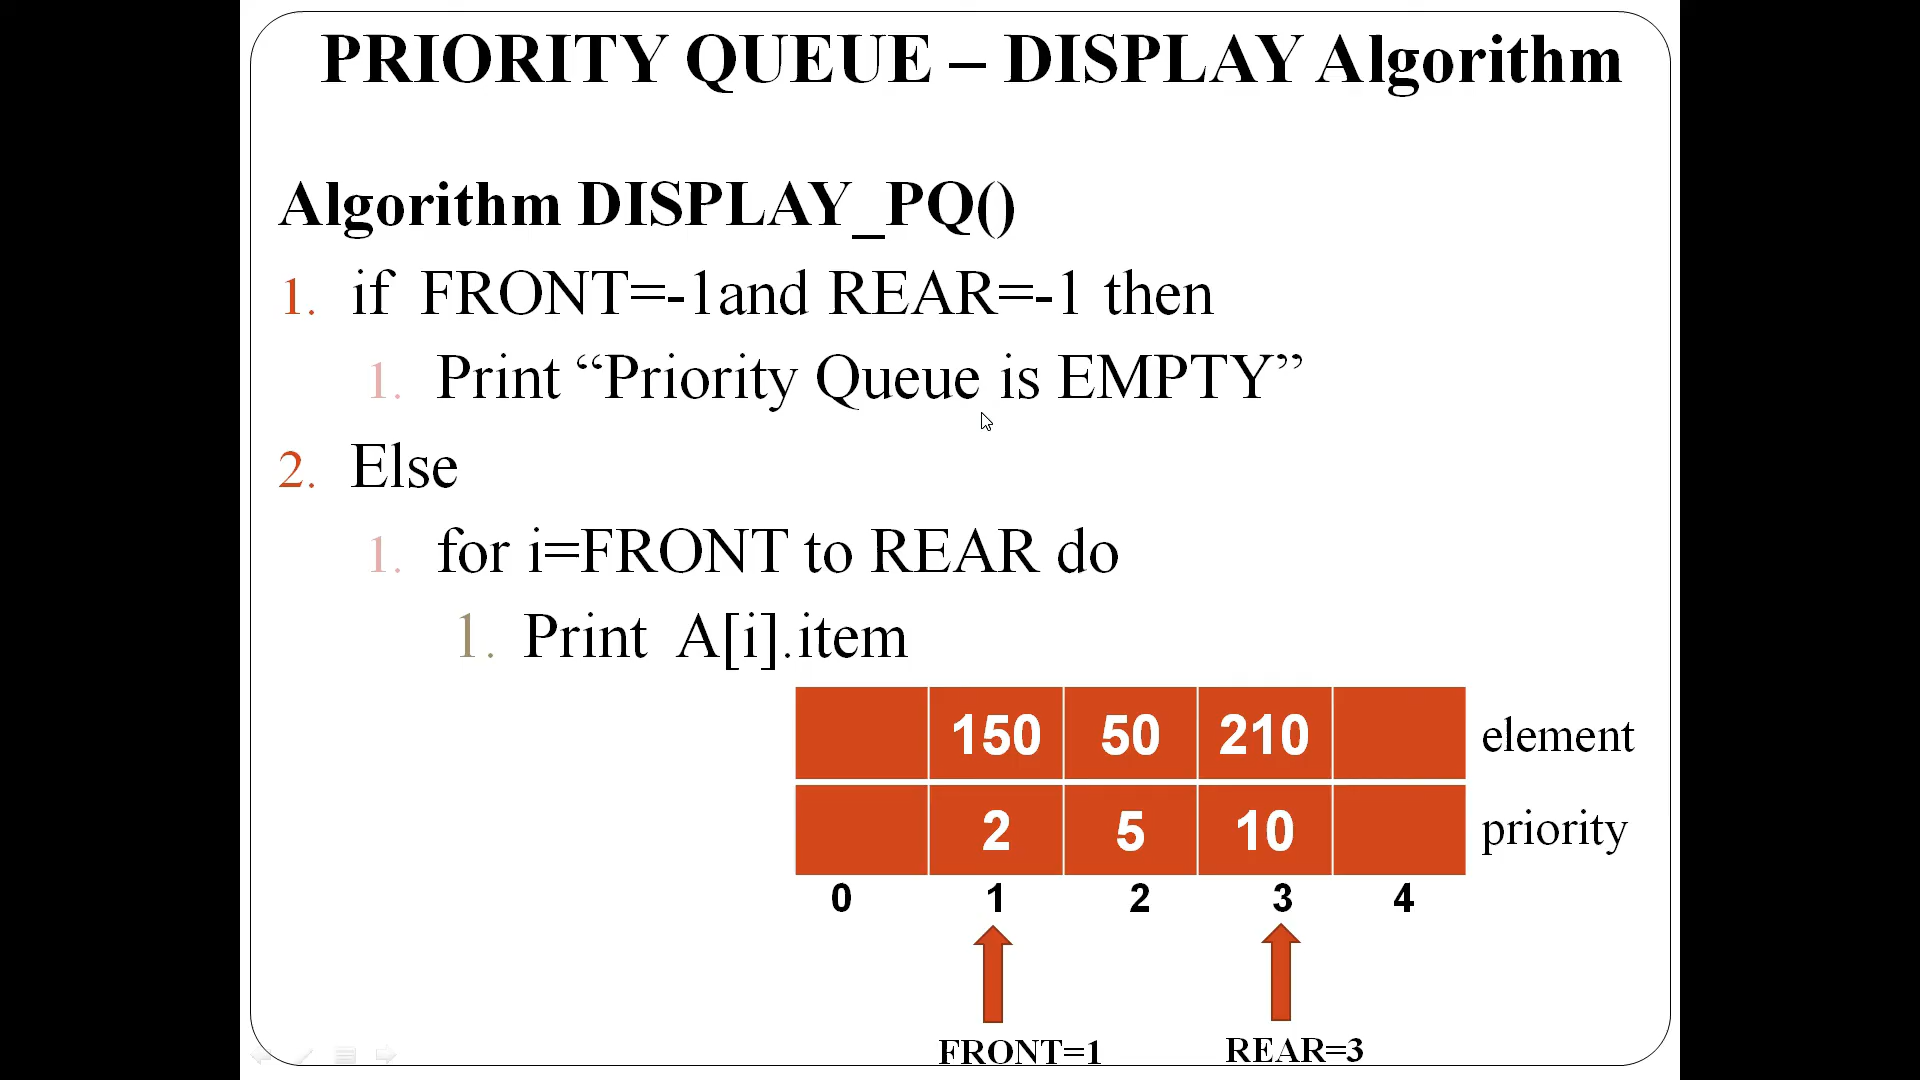 PRIORITY QUEUE – DISPLAY Algorithm
Algorithm DISPLAY_PQ()
1. if FRONT=-1and REAR=-1 then
1. Print “Priority Queue is EMPTY”
2. Else
1. for i=FRONT to REAR do
1. Print A[i].item
150 50 210 element
2 5 10 priority
0 1 2 3 4
FRONT=1 REAR=3